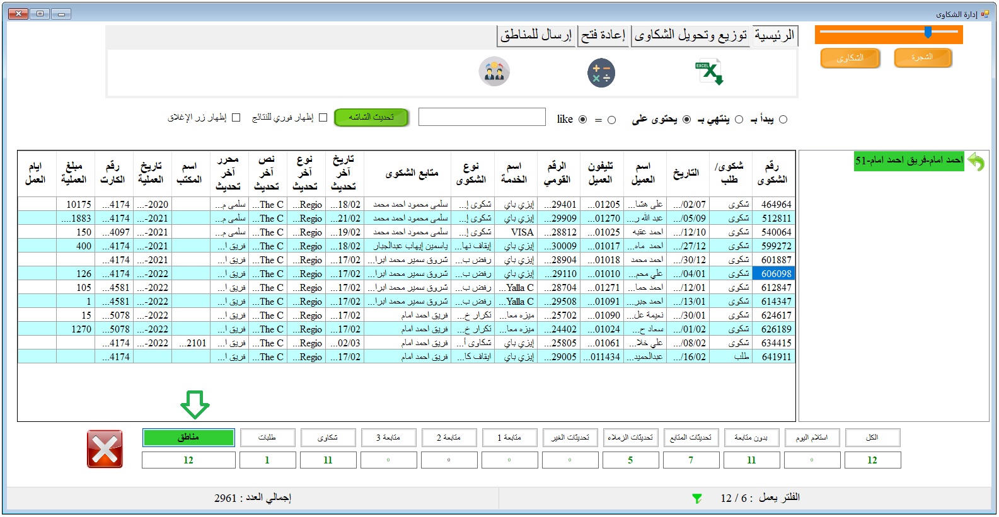 إدارة الشكاوى
الرئيسية توزيع وتحويل الشكاوى إعادة فتح إرسال للمناطق
الشجرة الشكاوى
EXCEL
يبدأ بـ ينتهي بـ يحتوى على = like تحديث الشاشه إظهار فوري للنتائج إظهار زر الإغلاق
احمد امام-فريق احمد امام-51
رقم الشكوى شكوى/طلب التاريخ اسم العميل تليفون العميل الرقم القومي اسم الخدمة نوع الشكوى متابع الشكوى تاريخ آخر تحديث نوع آخر تحديث نص آخر تحديث محرر آخر تحديث اسم المكتب تاريخ العملية رقم الكارت مبلغ العملية ايام العمل
464964 شكوى 02/07/... على هشا... 01205... 29401... إيزي باي شكوى إ... سلمى محمود احمد محمد 18/02... Regio... The C... سلمى م... 2020-... 4174... 10175
512811 شكوى 05/09/... عبد الله ر... 01270... 29909... إيزي باي شكوى إ... سلمى محمود احمد محمد 21/02... Regio... The C... سلمى م... 2021-... 4174... 1883....
540064 شكوى 12/10/... احمد عقبه 01025... 28812... VISA شكوى إ... سلمى محمود احمد محمد 19/02... Regio... The C... سلمى م... 2021-... 4097... 150
599272 شكوى 27/12/... احمد ماه... 01017... 30009... إيزي باي إيقاف نها... ياسمين إيهاب عبدالجبار 18/02... Regio... The C... فريق ا... 2021-... 4174... 400
601887 شكوى 30/12/... احمد محمد 01018... 28904... إيزي باي رفض ب... شروق سمير محمد ابرا... 17/02... Regio... The C... فريق ا... 2021-... 4174...
606098 شكوى 04/01/... علي محم... 01010... 29110... إيزي باي رفض ب... شروق سمير محمد ابرا... 17/02... Regio... The C... فريق ا... 2022-... 4174... 126
612847 شكوى 12/01/... احمد حما... 01271... 28704... Yalla C... رفض ب... شروق سمير محمد ابرا... 17/02... Regio... The C... فريق ا... 2022-... 4581... 105
614347 شكوى 13/01/... احمد جبر... 01091... 29508... Yalla C... رفض ب... شروق سمير محمد ابرا... 17/02... Regio... The C... فريق ا... 2022-... 4581... 1
624617 شكوى 30/01/... نعيمة عل... 01090... 25702... ميزه معا... تكرار خ... فريق احمد امام 17/02... Regio... The C... فريق ا... 2022-... 5078... 15
626189 شكوى 01/02/... سعاد ح... 01024... 24402... ميزه معا... تكرار خ... فريق احمد امام 17/02... Regio... The C... فريق ا... 2022-... 5078... 1270
634415 شكوى 08/02/... علي خلا... 01061... 25805... إيزي باي شكاوى أ... فريق احمد امام 02/03... Regio... The C... فريق ا... 2101... 2022-... 4174...
641911 طلب 16/02/... عبدالحميد... 011434... 29005... إيزي باي ايقاف كا... فريق احمد امام 17/02... Regio... The C... فريق ا... 4174...
الكل استلام اليوم بدون متابعة تحديثات المتابع تحديثات الزملاء تحديثات الغير متابعة 1 متابعة 2 متابعة 3 شكاوى طلبات مناطق
12 0 11 7 5 0 0 0 0 11 1 12
الفلتر يعمل : 6 / 12 إجمالي العدد : 2961